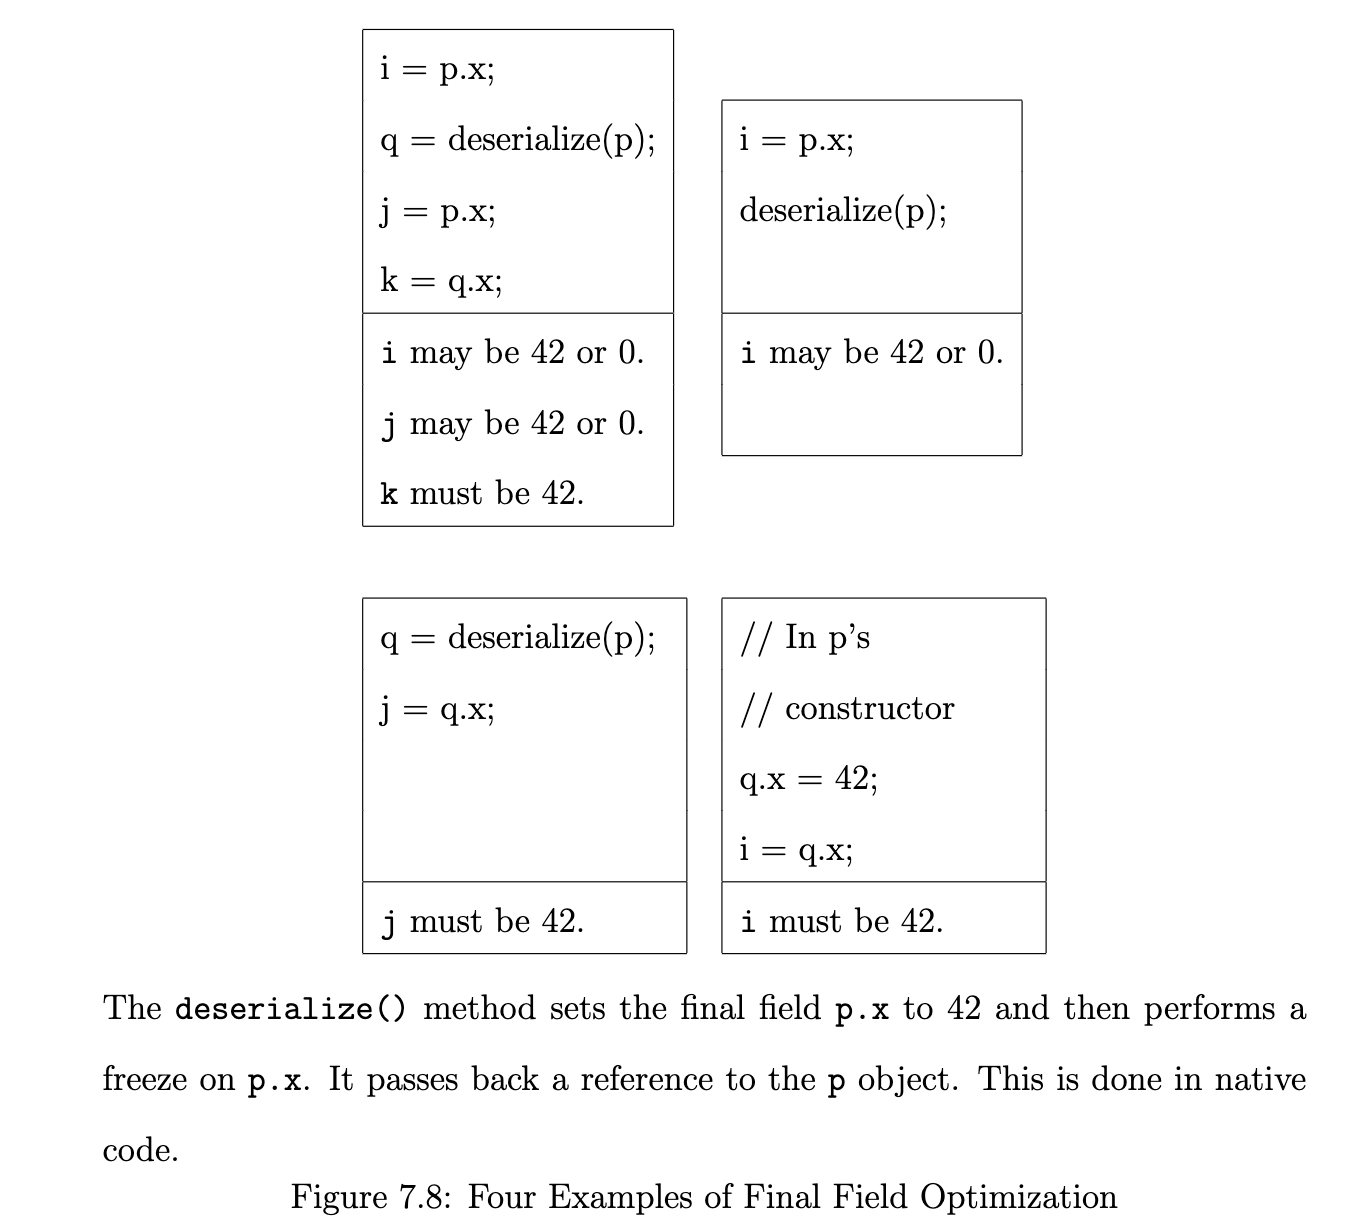 i = p.x;
q = deserialize(p);
j = p.x;
k = q.x;
i may be 42 or 0.
j may be 42 or 0.
k must be 42.
i = p.x;
deserialize(p);
i may be 42 or 0.
q = deserialize(p);
j = q.x;
j must be 42.
// In p’s
// constructor
q.x = 42;
i = q.x;
i must be 42.
The deserialize() method sets the final field p.x to 42 and then performs a
freeze on p.x. It passes back a reference to the p object. This is done in native
code.
Figure 7.8: Four Examples of Final Field Optimization